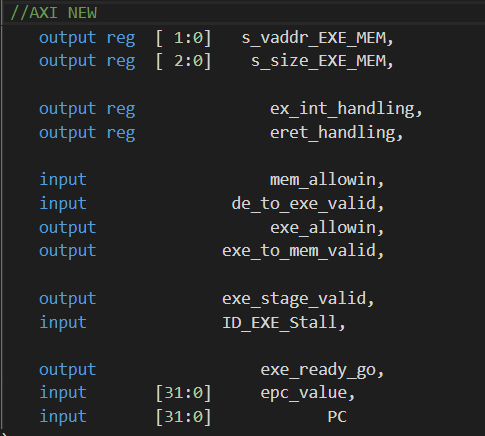 //AXI NEW
output reg [ 1:0] s_vaddr_EXE_MEM,
output reg [ 2:0] s_size_EXE_MEM,
output reg ex_int_handling,
output reg eret_handling,
input mem_allowin,
input de_to_exe_valid,
output exe_allowin,
output exe_to_mem_valid,
output exe_stage_valid,
input ID_EXE_Stall,
output exe_ready_go,
input [31:0] epc_value,
input [31:0] PC